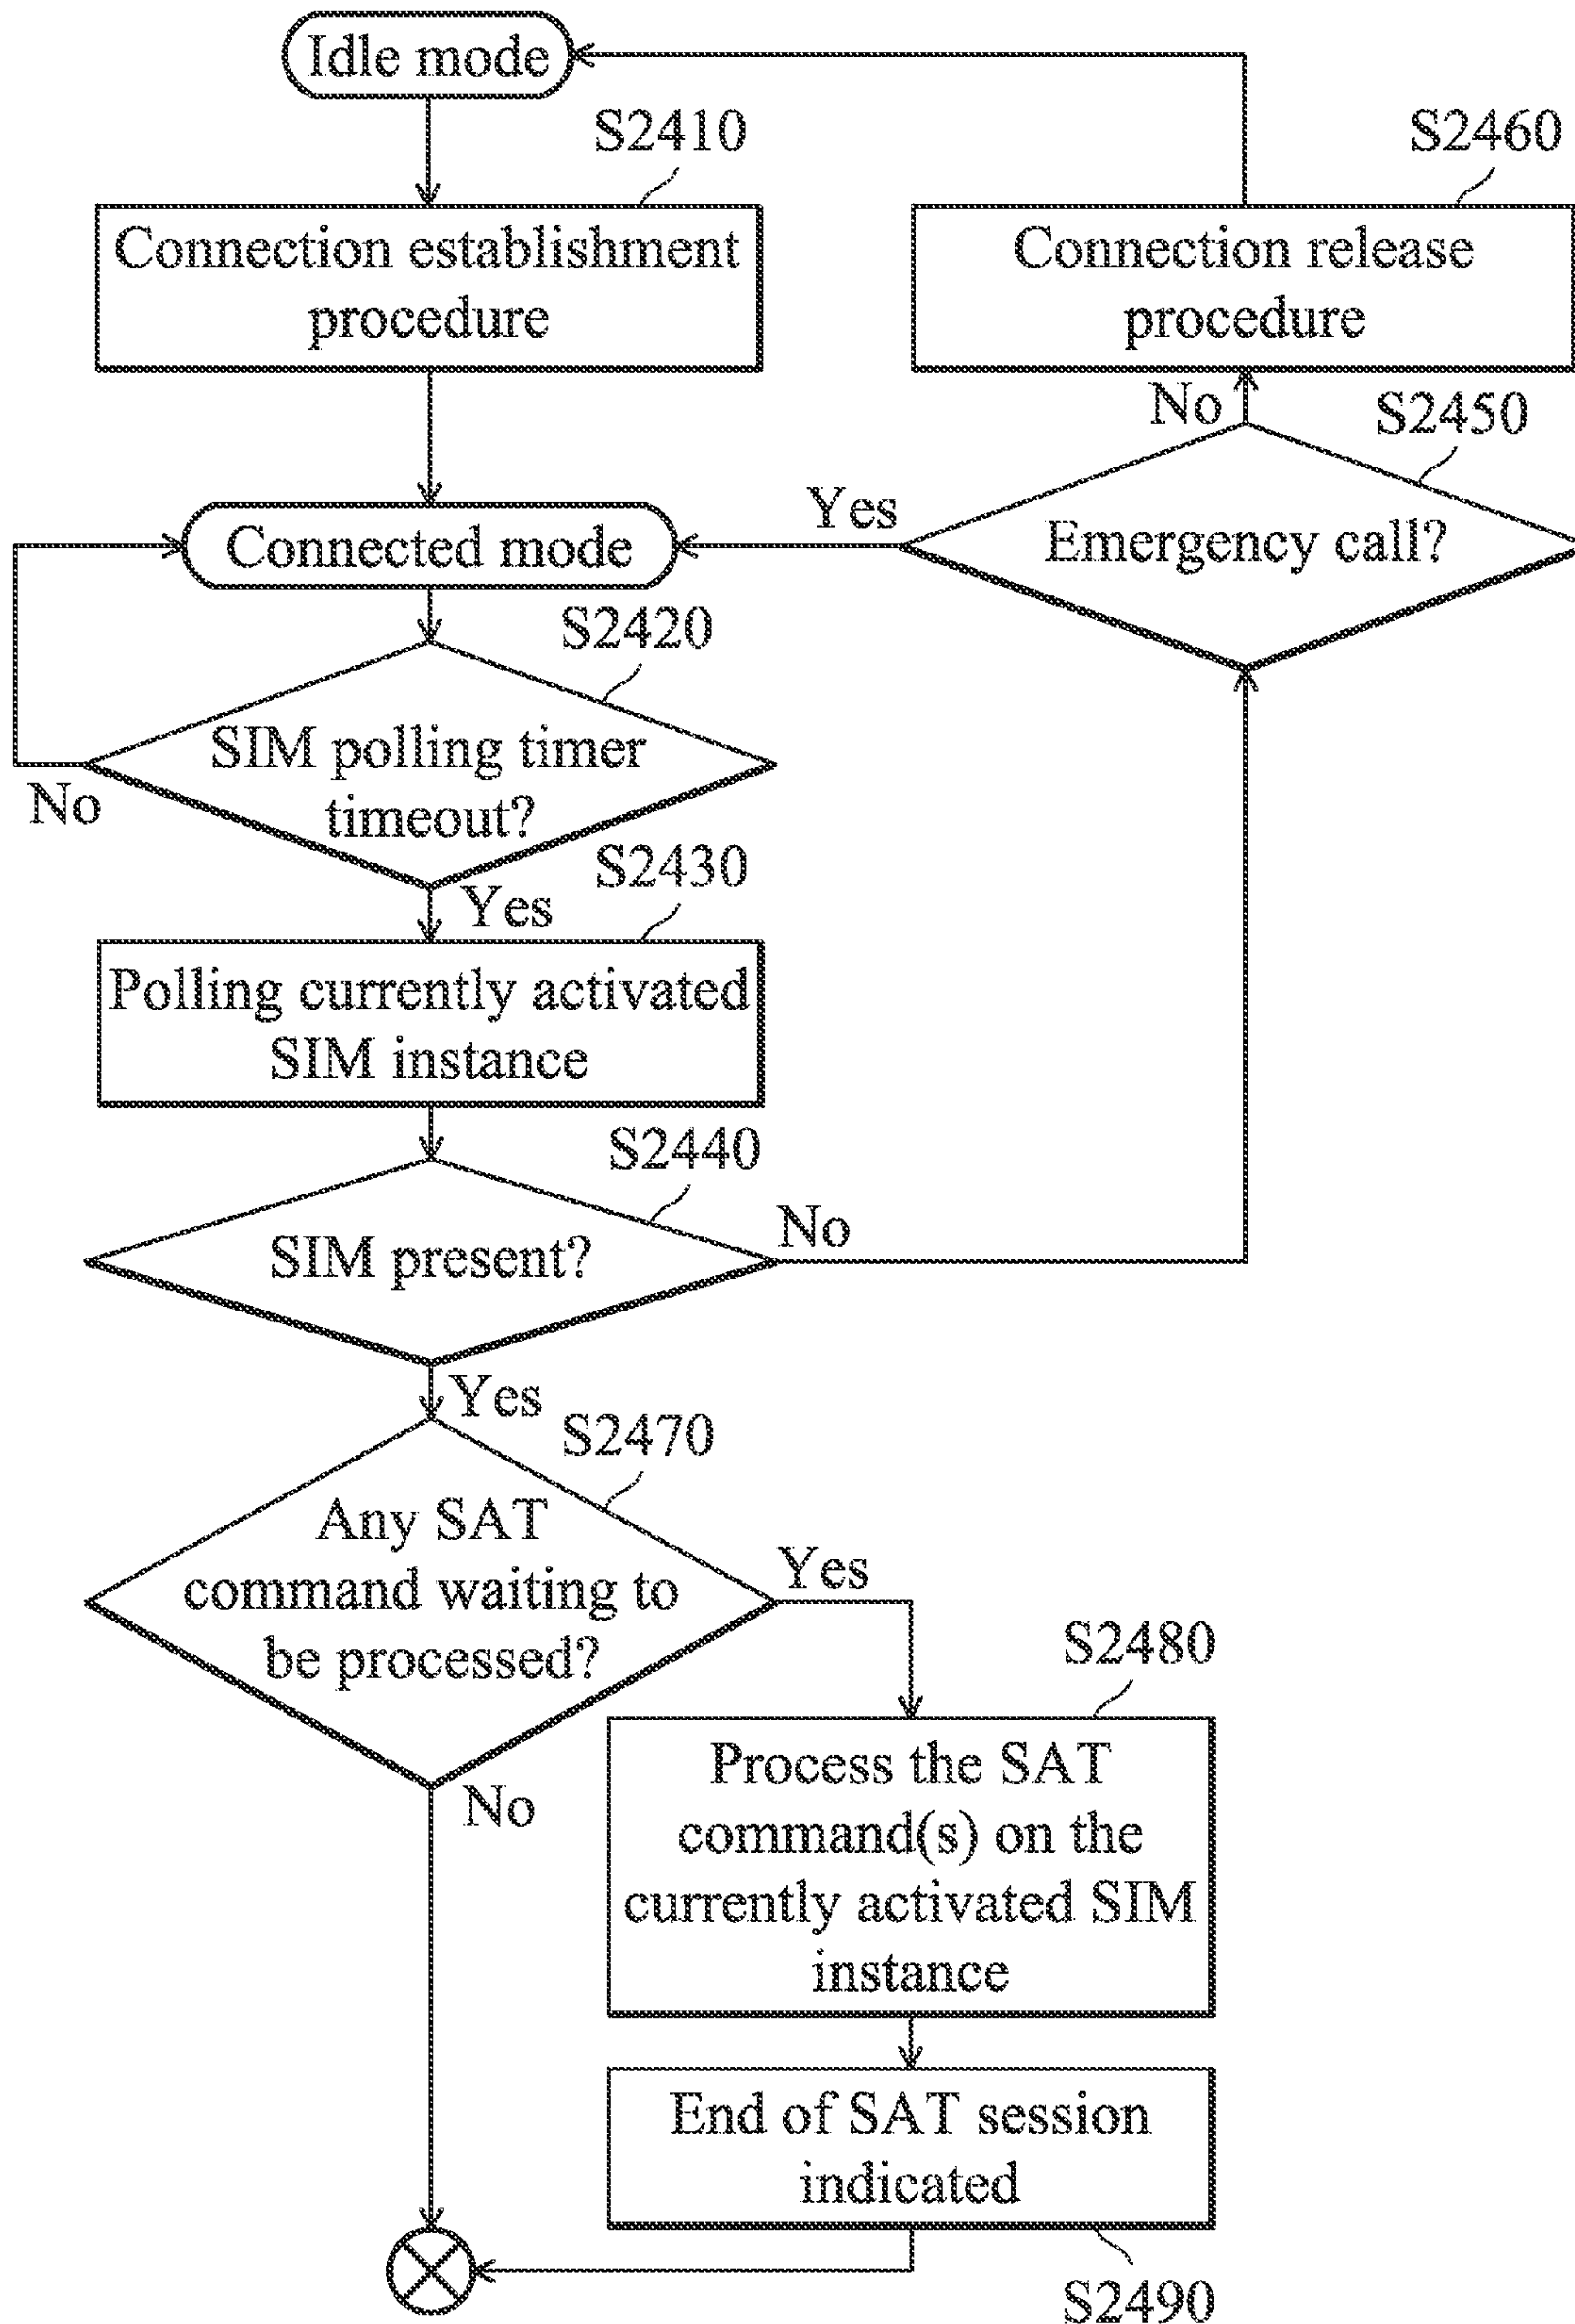 Idle mode
S2410
S2460
Connection establishment
procedure
Connection release
procedure
No
S2450
Yes
Emergency call?
Connected mode
S2420
SIM polling timer
timeout?
No
S2430
Yes
Polling currently activated
SIM instance
S2440
No
SIM present?
Yes
S2470
Any SAT
command waiting to
be processed?
Yes
S2480
No
Process the SAT
command(s) on the
currently activated SIM
instance
End of SAT session
indicated
S2490